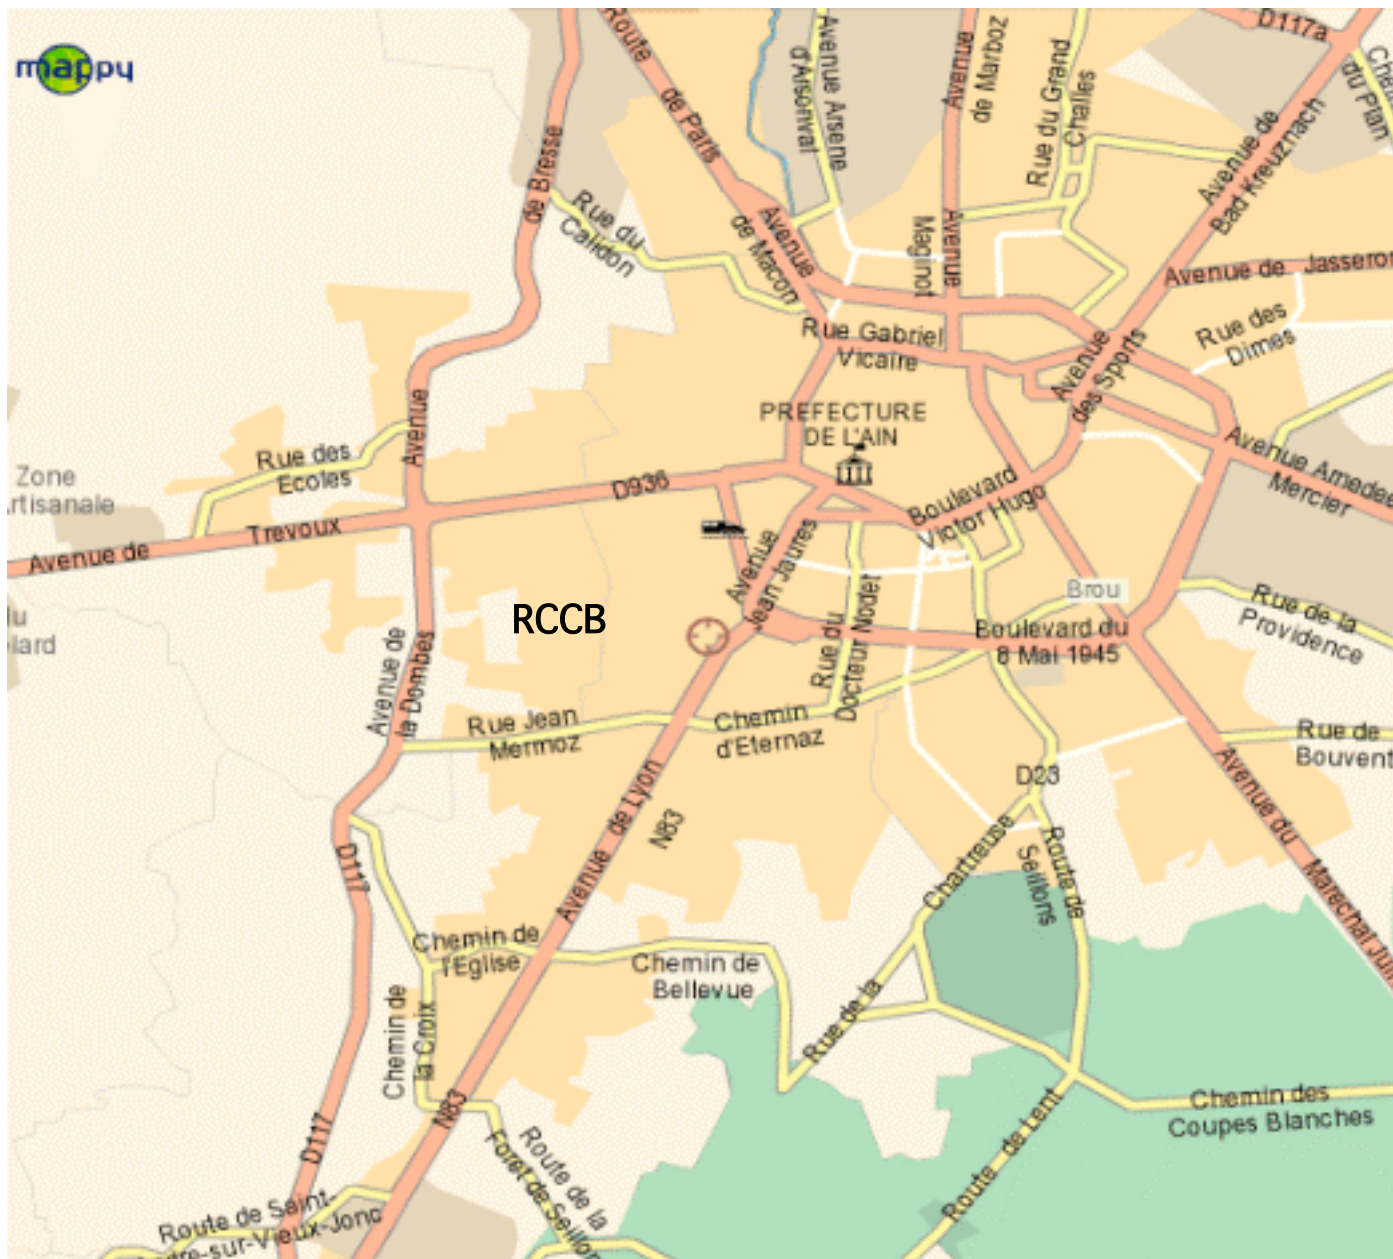 mappy
Route
de Paris
Avenue Arsene
d'Arsonval
Avenue
de Marboz
Rue du Grand
Challes
D117a
du Plan
Avenue de
Bad Kreuznach
de Bresse
Rue du
Calidon
Avenue
de Macon
Avenue
Maginot
Avenue de Jasseron
Rue des
Dimes
Rue Gabriel
Vicaire
Avenue
des Sports
Avenue
PREFECTURE
DE L'AIN
Rue des
Ecoles
Zone
rtisanale
D936
Boulevard
Victor Hugo
Avenue Amedee
Mercier
Avenue de Trevoux
Avenue
Jean Jaures
Brou
RCCB
lard
Rue du
Docteur Nodet
Boulevard du
8 Mai 1945
Rue de la
Providence
Avenue de
la Dombes
Rue Jean
Mermoz
Chemin
d'Eternaz
Rue de
Bouvent
D23
Avenue de Lyon
N83
Avenue du Marechal Juin
D117
Chartreuse
Route de
Seillons
Chemin de
l'Eglise
Chemin de
Bellevue
Chemin de
la Croix
Rue de la
N83
D117
Chemin des
Coupes Blanches
Route de Lent
Route de la
Foret de Seillon
Route de Saint-
dre-sur-Vieux-Jonc